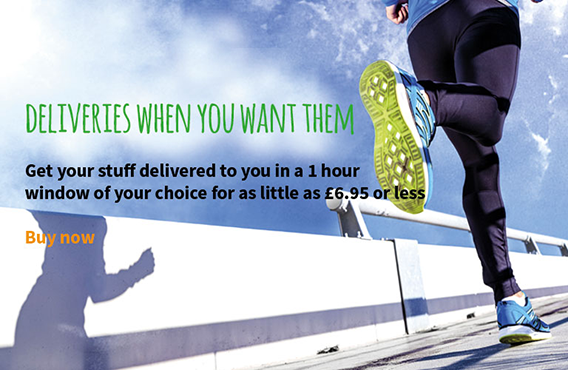 DELIVERIES WHEN YOU WANT THEM
Get your stuff delivered to you in a 1 hour
window of your choice for as little as £6.95 or less
Buy now